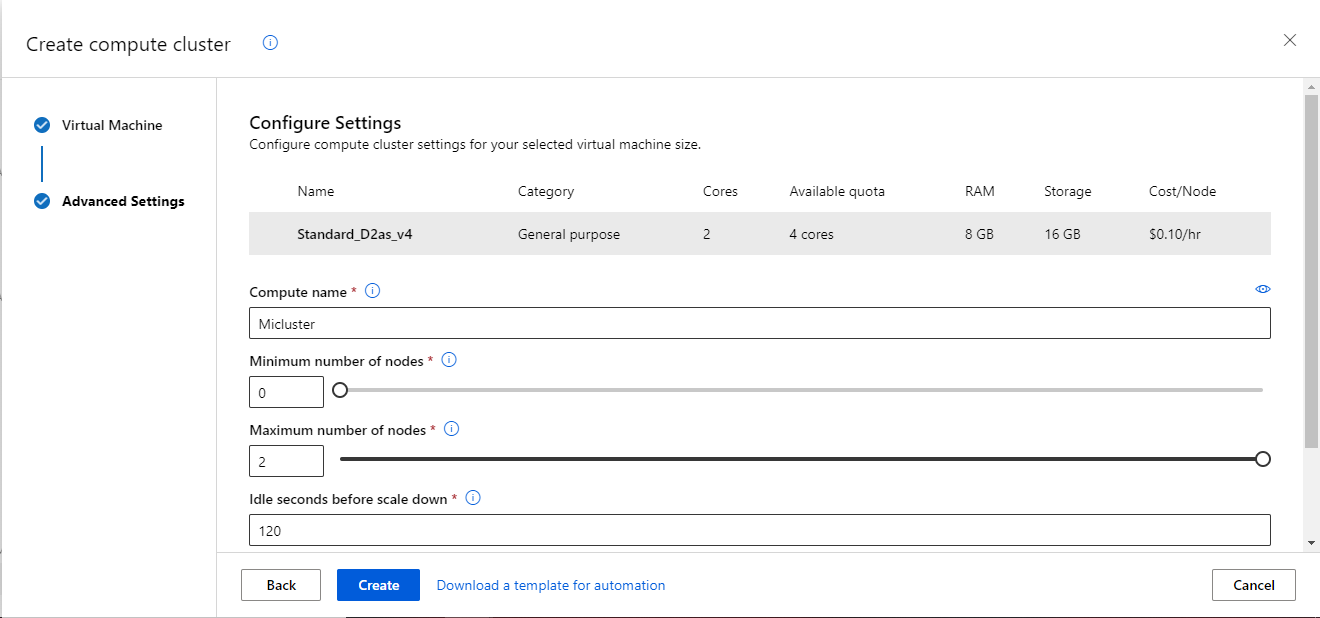 Create compute cluster
Virtual Machine
Advanced Settings
Configure Settings
Configure compute cluster settings for your selected virtual machine size.
Name Category Cores Available quota RAM Storage Cost/Node
Standard_D2as_v4 General purpose 2 4 cores 8 GB 16 GB $0.10/hr
Compute name *
Micluster
Minimum number of nodes *
0
Maximum number of nodes *
2
Idle seconds before scale down *
120
Back Create Download a template for automation Cancel